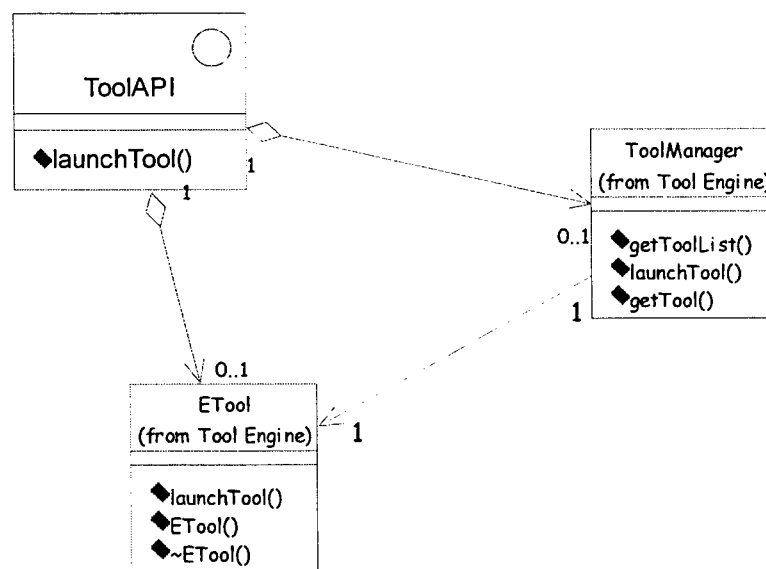 ToolAPI
launchTool()
1
1
ToolManager
(from Tool Engine)
0..1
getToolList()
launchTool()
getTool()
1
0..1
ETool
(from Tool Engine)
1
launchTool()
ETool()
~ETool()